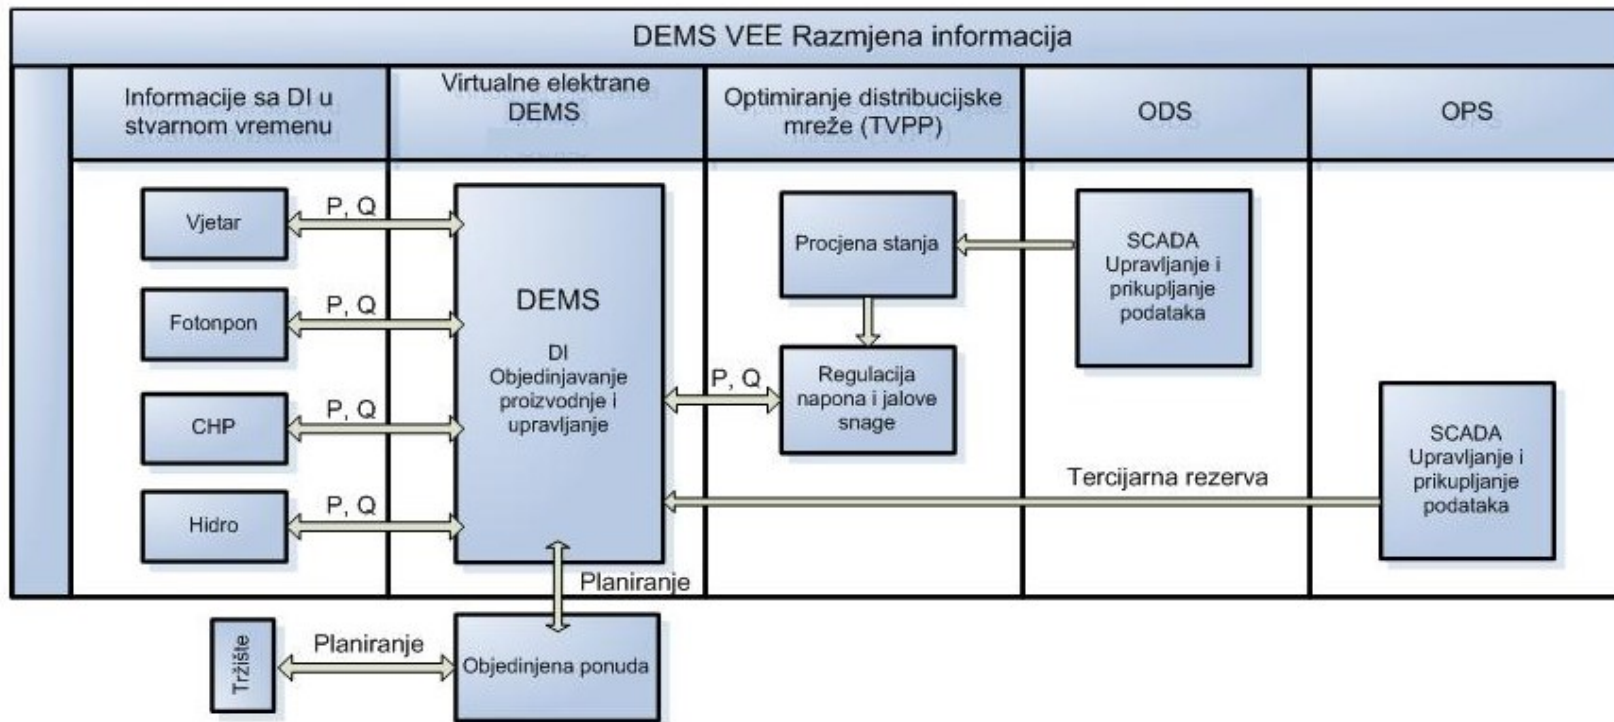 DEMS VEE Razmjena informacija
Informacije sa DI u
stvarnom vremenu
Virtualne elektrane
DEMS
Optimiranje distribucijske
mreže (TVPP)
ODS
OPS
Vjetar
P, Q
Fotonpon
P, Q
CHP
P, Q
Hidro
P, Q
DEMS
DI
Objedinjavanje
proizvodnje i
upravljanje
P, Q
Procjena stanja
Regulacija
napona i jalove
snage
SCADA
Upravljanje i
prikupljanje
podataka
SCADA
Upravljanje i
prikupljanje
podataka
Tercijarna rezerva
Planiranje
Tržište
Planiranje
Objedinjena ponuda